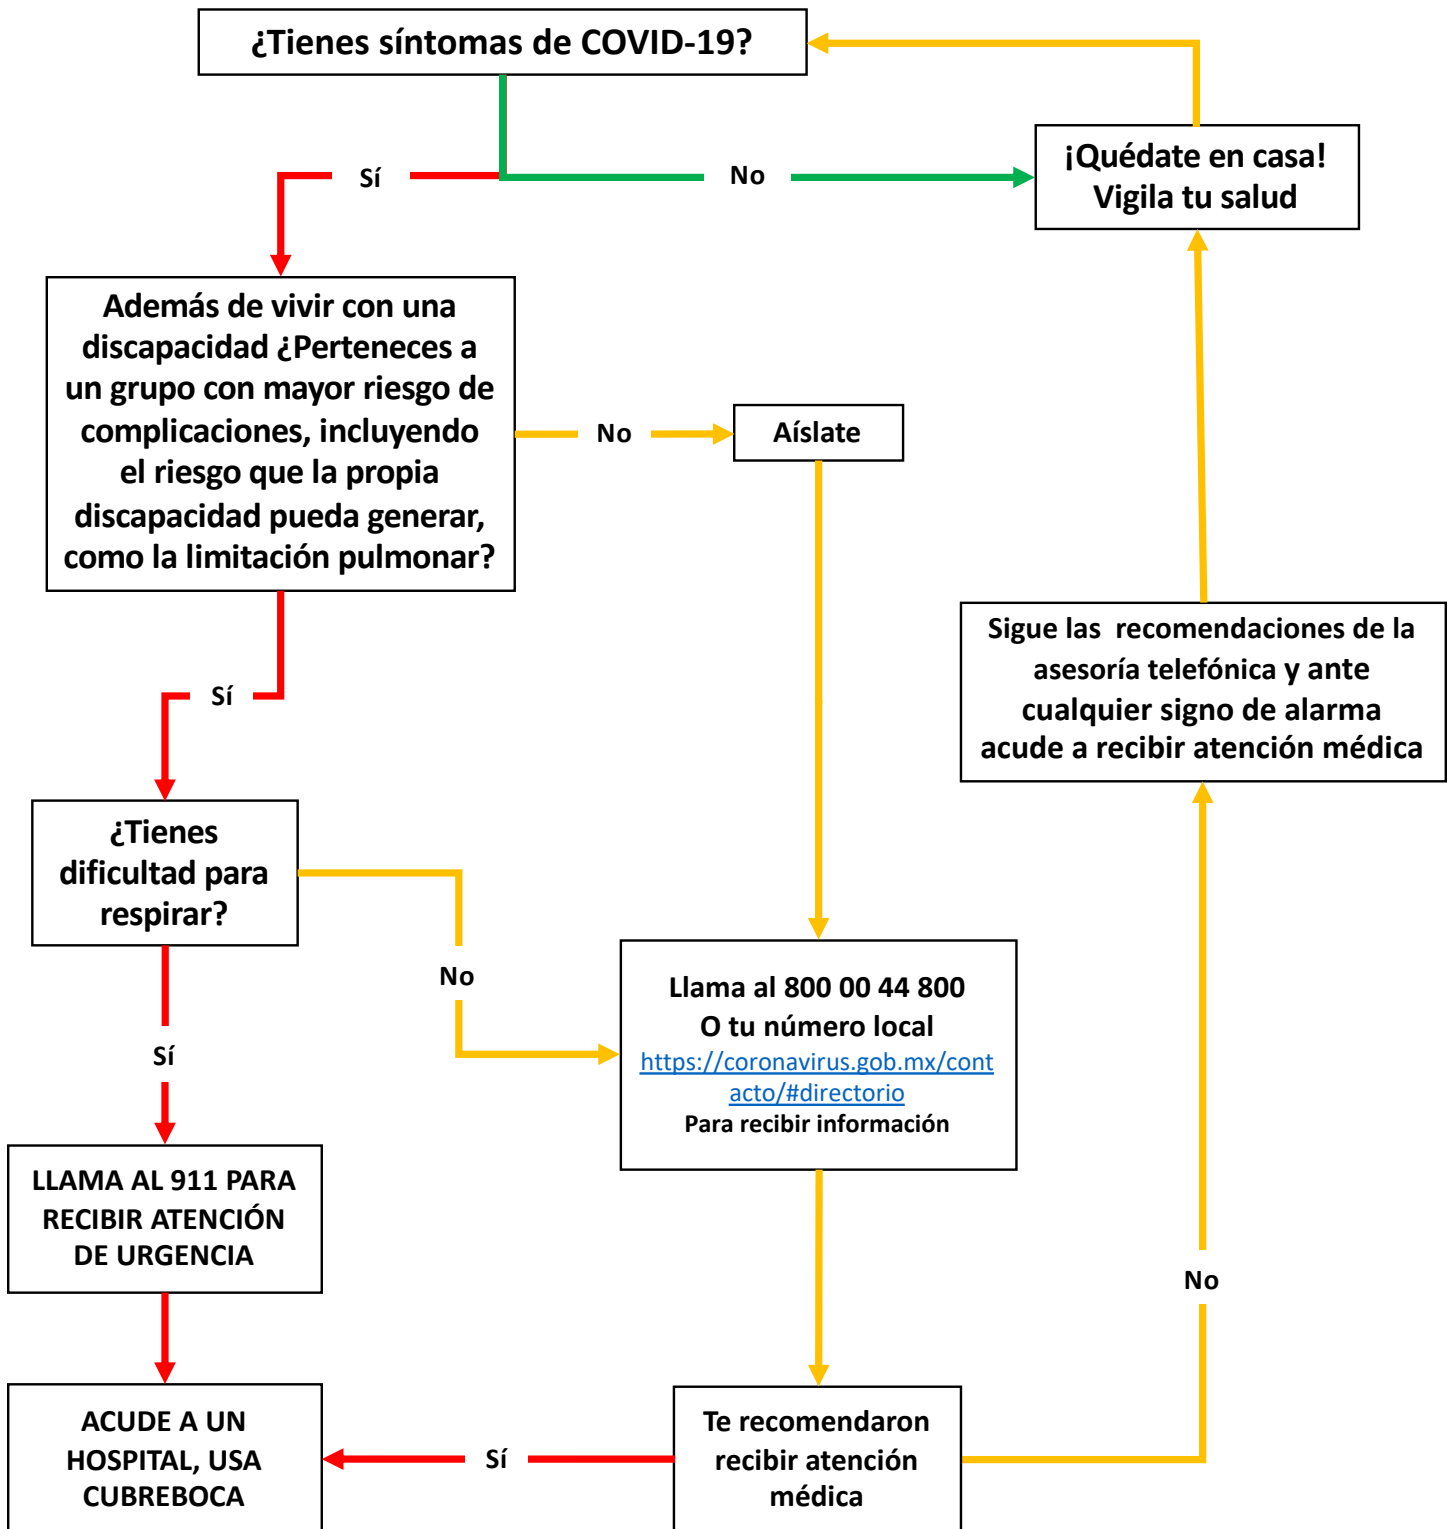 ¿Tienes síntomas de COVID-19?
¡Quédate en casa!
Vigila tu salud
Sí
No
Además de vivir con una
discapacidad ¿Perteneces a
un grupo con mayor riesgo de
complicaciones, incluyendo
el riesgo que la propia
discapacidad pueda generar,
como la limitación pulmonar?
No
Aíslate
Sigue las recomendaciones de la
asesoría telefónica y ante
cualquier signo de alarma
acude a recibir atención médica
Sí
¿Tienes
dificultad para
respirar?
No
Llama al 800 00 44 800
O tu número local
https://coronavirus.gob.mx/cont
acto/#directorio
Para recibir información
Sí
LLAMA AL 911 PARA
RECIBIR ATENCIÓN
DE URGENCIA
No
ACUDE A UN
HOSPITAL, USA
CUBREBOCA
Sí
Te recomendaron
recibir atención
médica